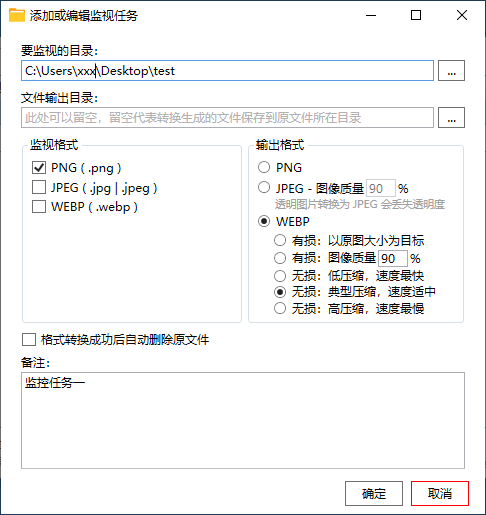 添加或编辑监视任务
要监视的目录：
C:\Users\xxx\Desktop\test
...
文件输出目录：
此处可以留空，留空代表转换生成的文件保存到原文件所在目录
...
监视格式
PNG ( .png )
JPEG ( .jpg | .jpeg )
WEBP ( .webp )
输出格式
PNG
JPEG - 图像质量 90 %
透明图片转换为 JPEG 会丢失透明度
WEBP
有损：以原图大小为目标
有损：图像质量 90 %
无损：低压缩，速度最快
无损：典型压缩，速度适中
无损：高压缩，速度最慢
格式转换成功后自动删除原文件
备注：
监控任务一
确定
取消